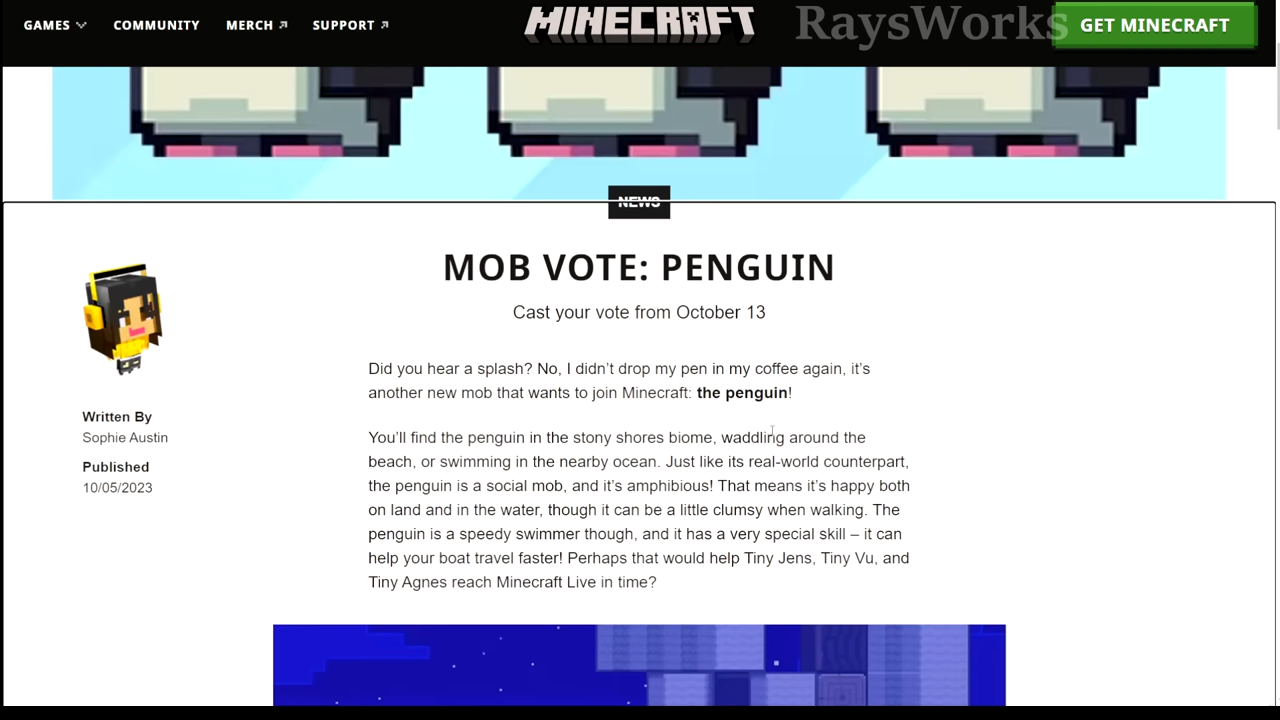 GAMES
COMMUNITY
MERCH
SUPPORT
MINECRAFT
RaysWorks
GET MINECRAFT
NEWS
MOB VOTE: PENGUIN
Cast your vote from October 13
Written By
Sophie Austin
Published
10/05/2023
Did you hear a splash? No, I didn't drop my pen in my coffee again, it's
another new mob that wants to join Minecraft: the penguin!
You'll find the penguin in the stony shores biome, waddling around the
beach, or swimming in the nearby ocean. Just like its real-world counterpart,
the penguin is a social mob, and it's amphibious! That means it's happy both
on land and in the water, though it can be a little clumsy when walking. The
penguin is a speedy swimmer though, and it has a very special skill – it can
help your boat travel faster! Perhaps that would help Tiny Jens, Tiny Vu, and
Tiny Agnes reach Minecraft Live in time?